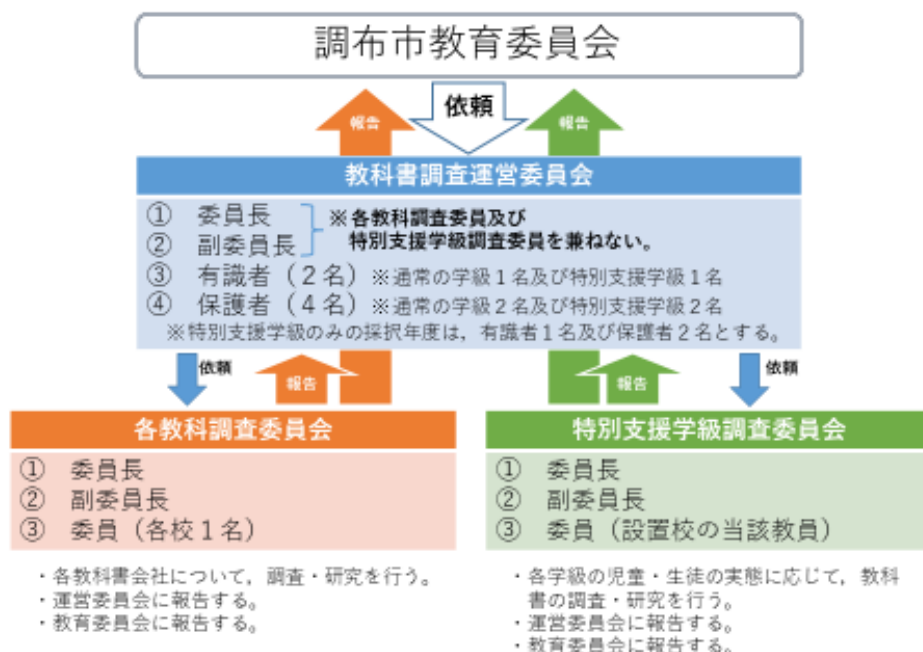 調布市教育委員会
報告
依頼
報告
教科書調査運営委員会
① 委員長
② 副委員長
※各教科調査委員及び
特別支援学級調査委員を兼ねない。
③ 有識者（2名）※通常の学級1名及び特別支援学級1名
④ 保護者（4名）※通常の学級2名及び特別支援学級2名
※特別支援学級のみの採択年度は，有識者1名及び保護者2名とする。
依頼
報告
報告
依頼
各教科調査委員会
① 委員長
② 副委員長
③ 委員（各校1名）
・各教科書会社について，調査・研究を行う。
・運営委員会に報告する。
・教育委員会に報告する。
特別支援学級調査委員会
① 委員長
② 副委員長
③ 委員（設置校の当該教員）
・各学級の児童・生徒の実態に応じて，教科
書の調査・研究を行う。
・運営委員会に報告する。
・教育委員会に報告する。